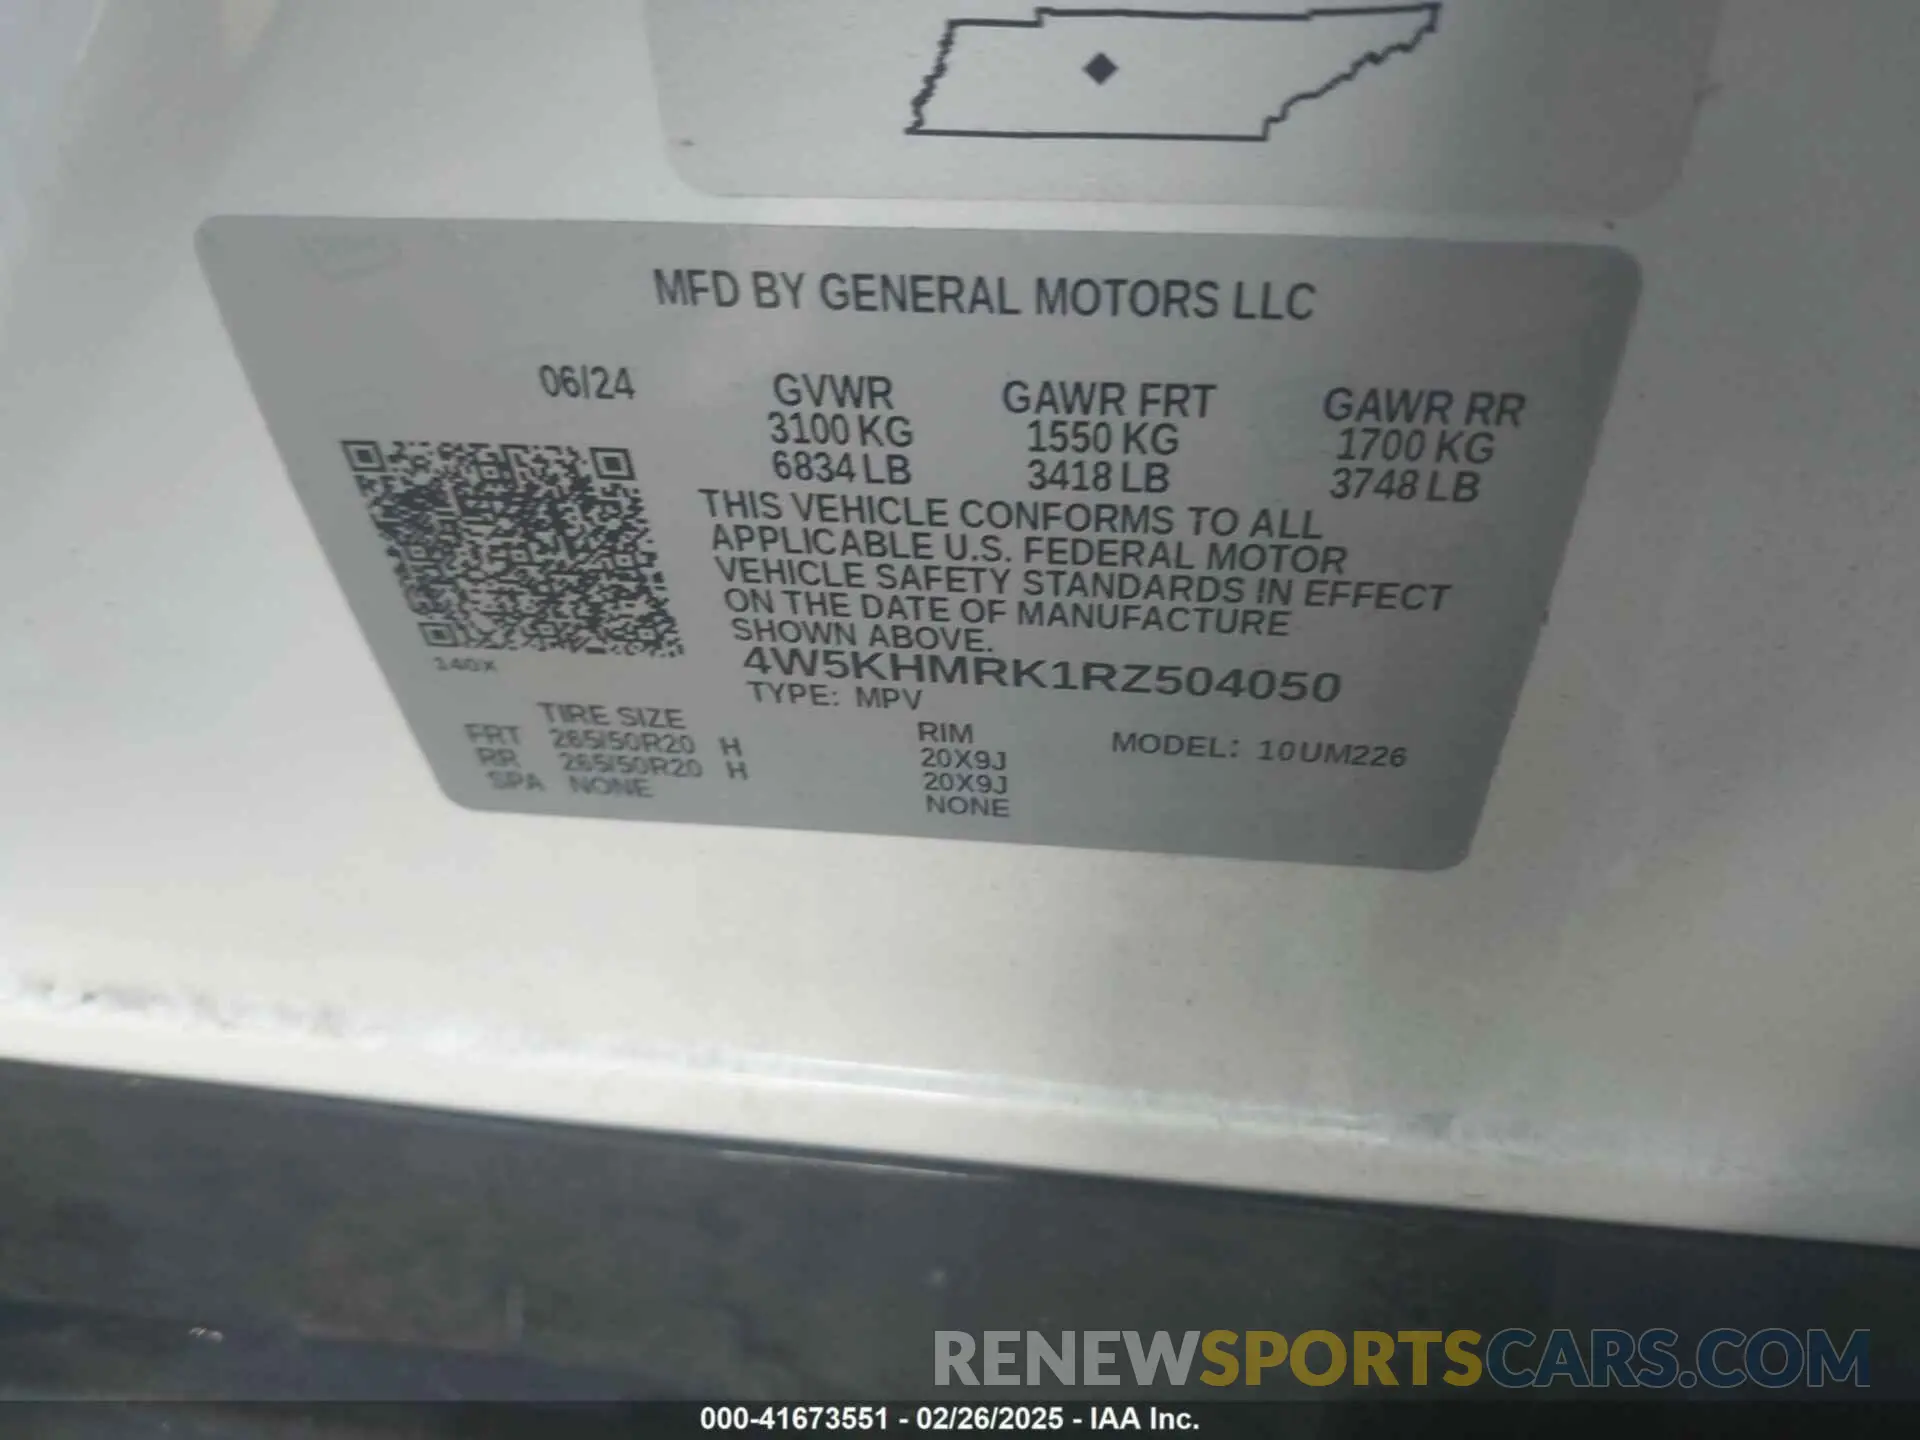 MFD BY GENERAL MOTORS LLC
06/24 GVWR GAWR FRT GAWR RR
3100 KG 1550 KG 1700 KG
6834 LB 3418 LB 3748 LB
THIS VEHICLE CONFORMS TO ALL
APPLICABLE U.S. FEDERAL MOTOR
VEHICLE SAFETY STANDARDS IN EFFECT
ON THE DATE OF MANUFACTURE
SHOWN ABOVE.
4W5KHMRK1RZ504050
140X
TYPE: MPV
TIRE SIZE RIM MODEL: 10UM226
FRT 265/50R20 H 20X9J
RR 265/50R20 H 20X9J
SPA NONE NONE
RENEWSPORTSCARS.COM
000-41673551 - 02/26/2025 - IAA Inc.